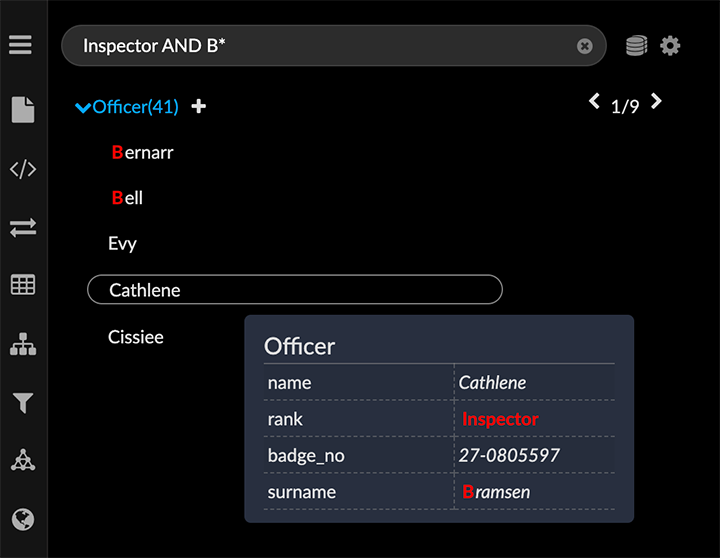 Inspector AND B*
Officer(41) +
1/9
Bernarr
Bell
Evy
Cathlene
Cissiee
Officer
name Cathlene
rank Inspector
badge_no 27-0805597
surname Bramsen